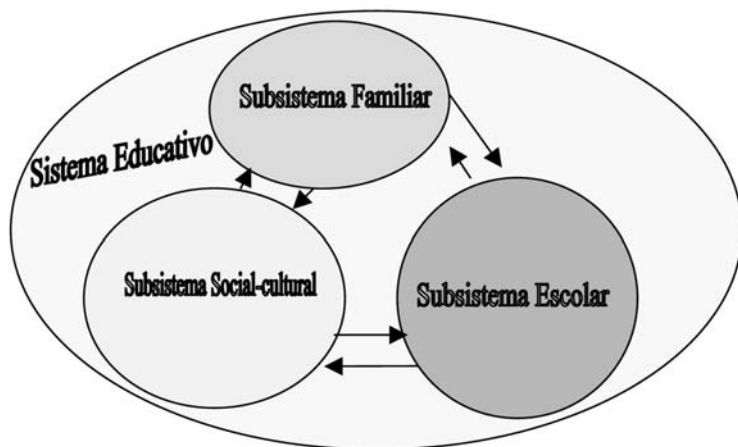 Subsistema Familiar
Sistema Educativo
Subsistema Social-cultural
Subsistema Escolar